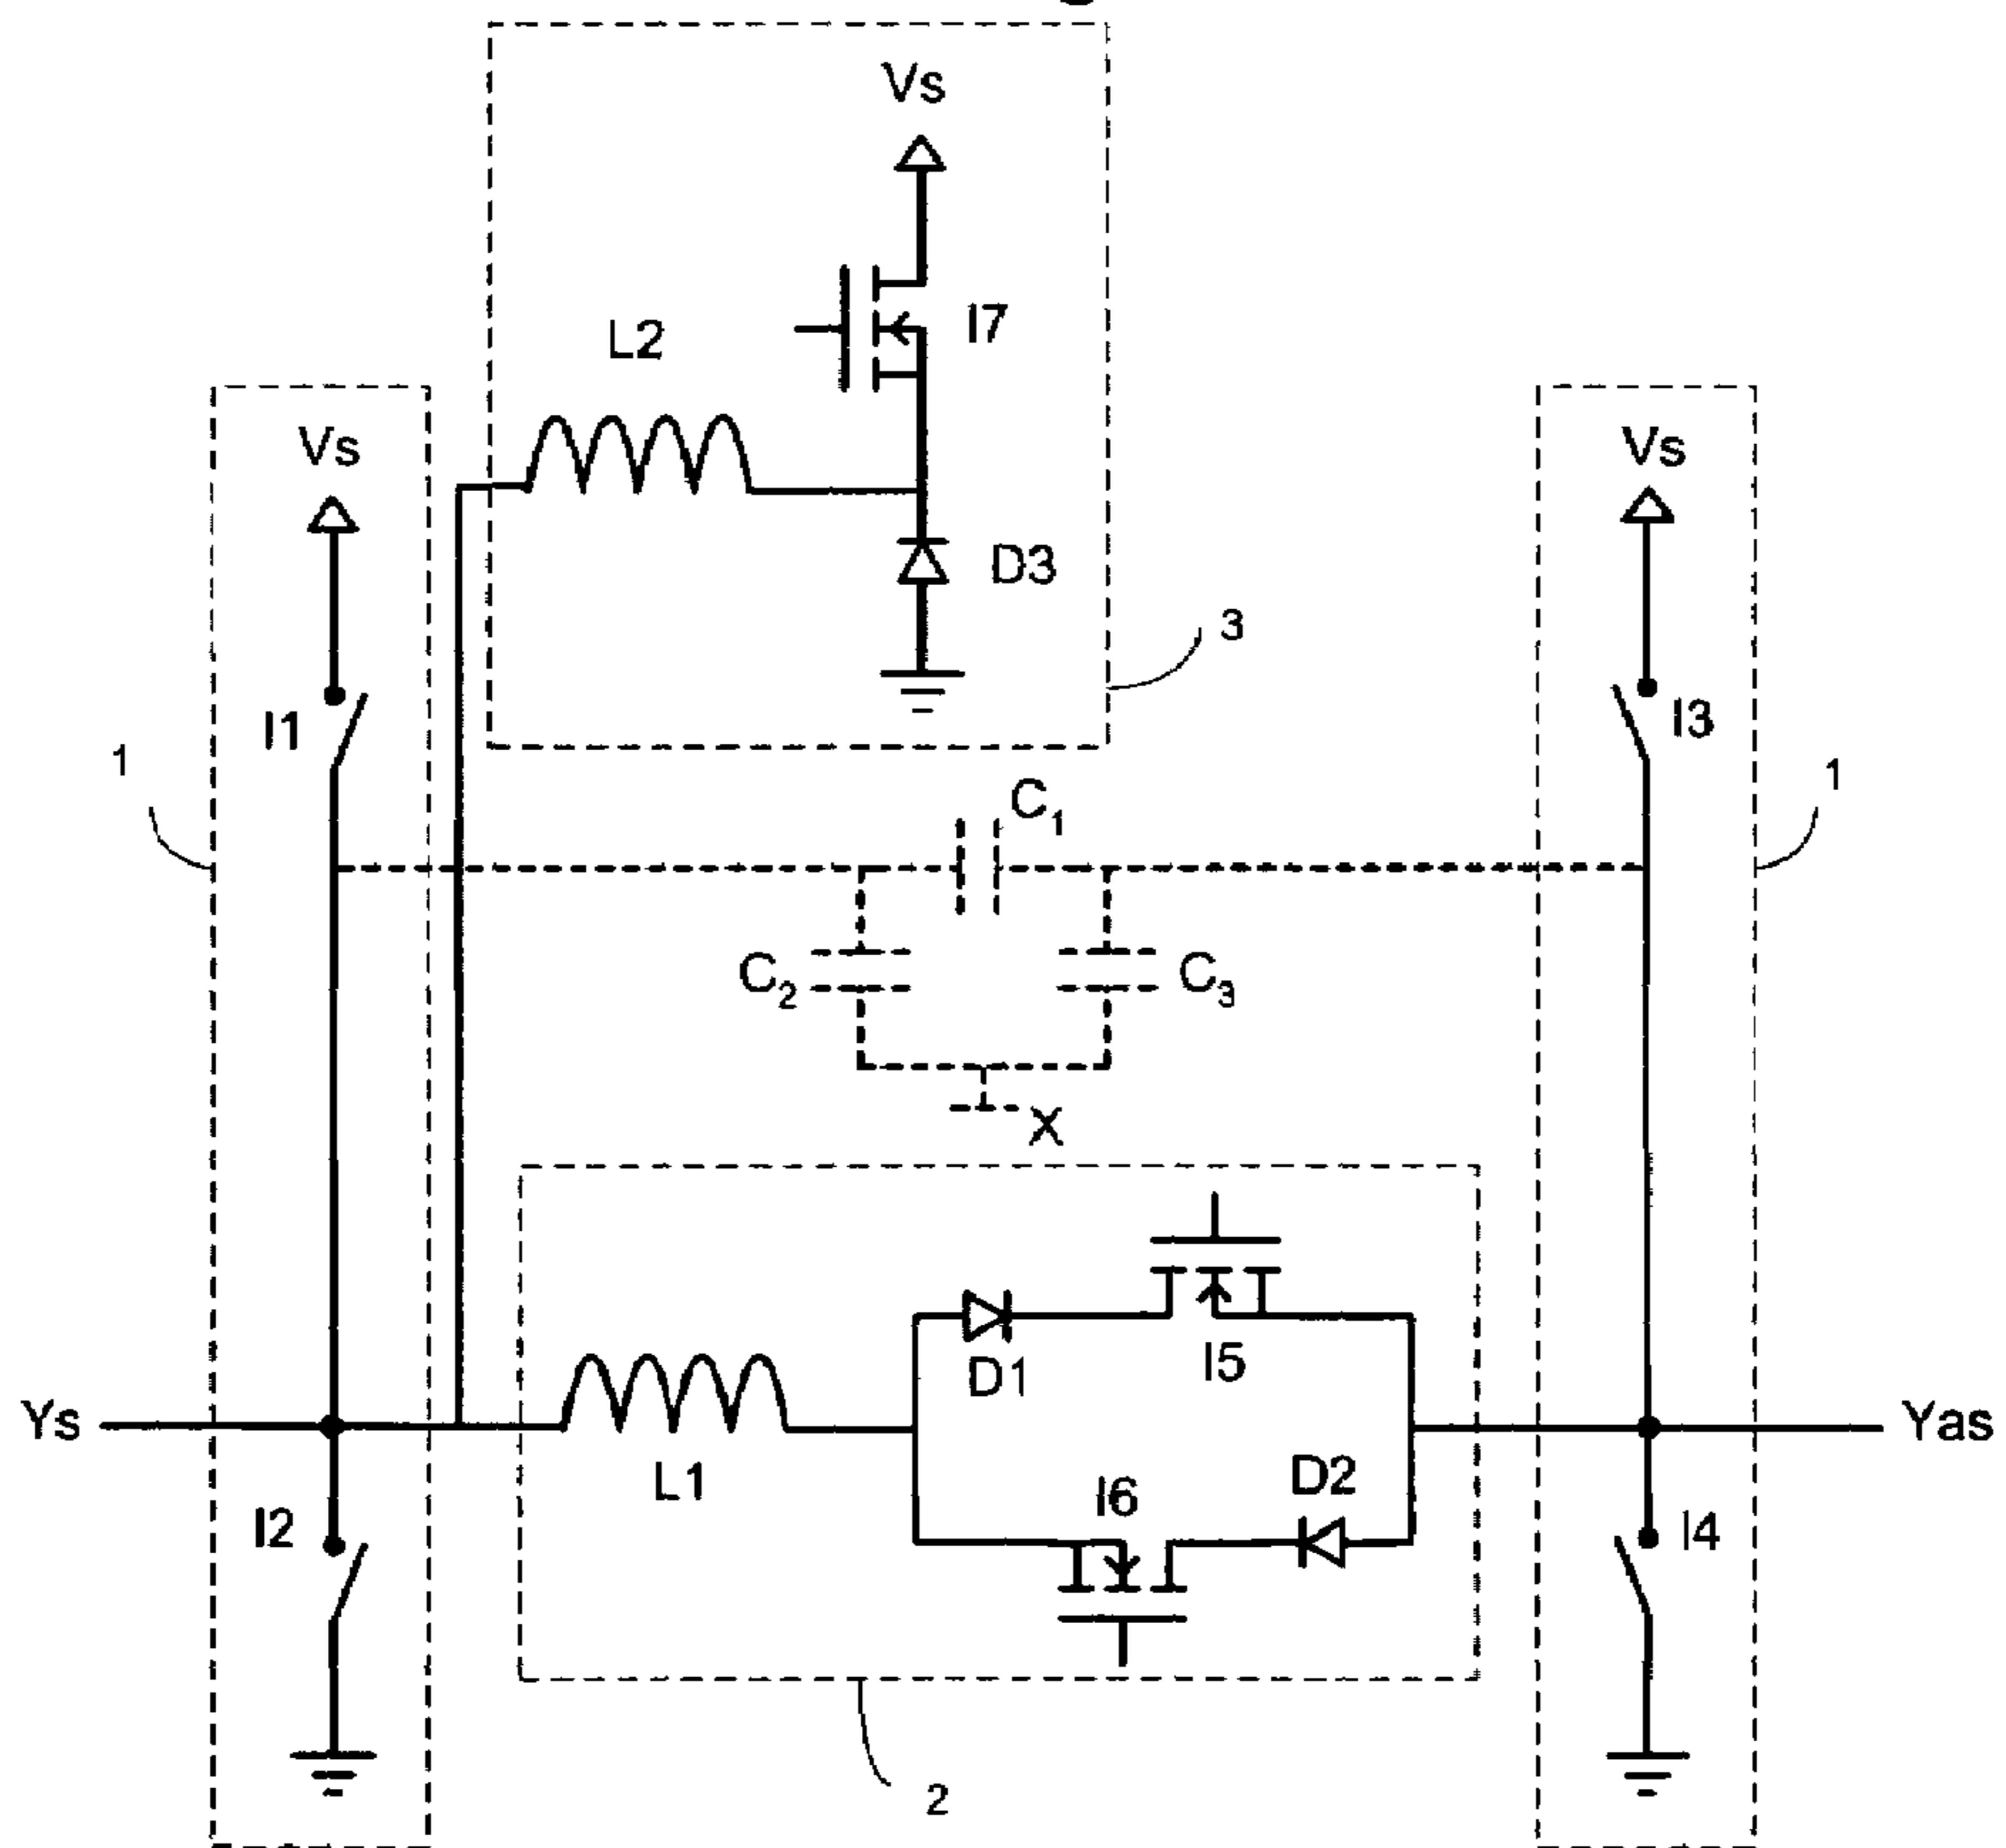 Vs
I7
L2
Vs
Vs
D3
3
I1
I3
1
1
C1
C2
C3
X
I5
D1
Ys
Yas
L1
D2
I6
I2
I4
2